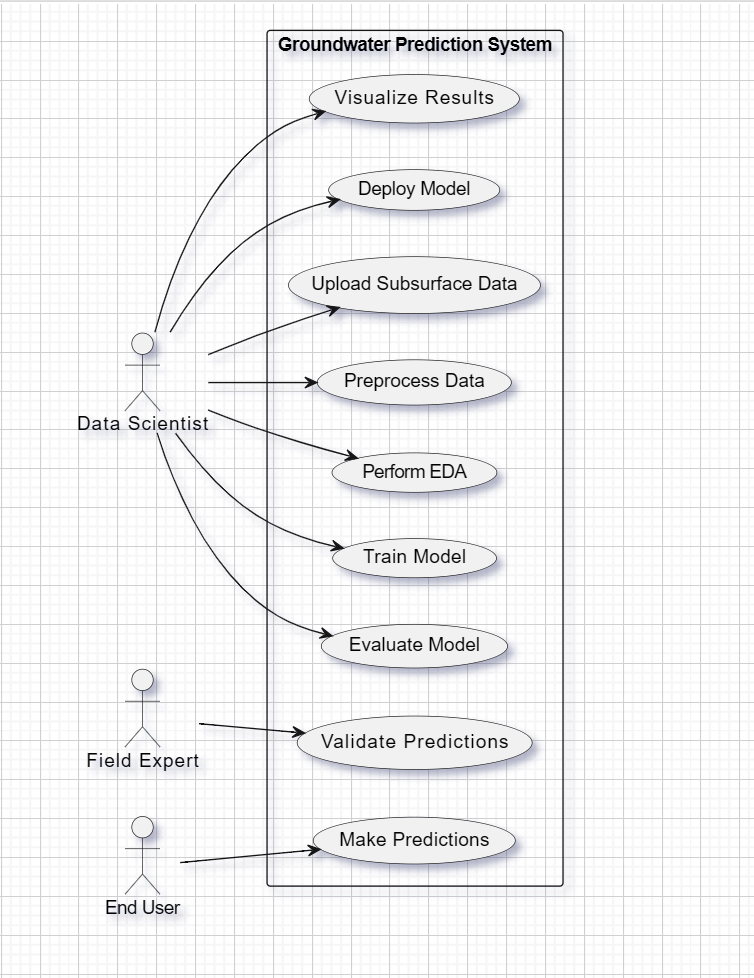 Groundwater Prediction System
Visualize Results
Deploy Model
Upload Subsurface Data
Preprocess Data
Data Scientist
Perform EDA
Train Model
Evaluate Model
Validate Predictions
Field Expert
Make Predictions
End User